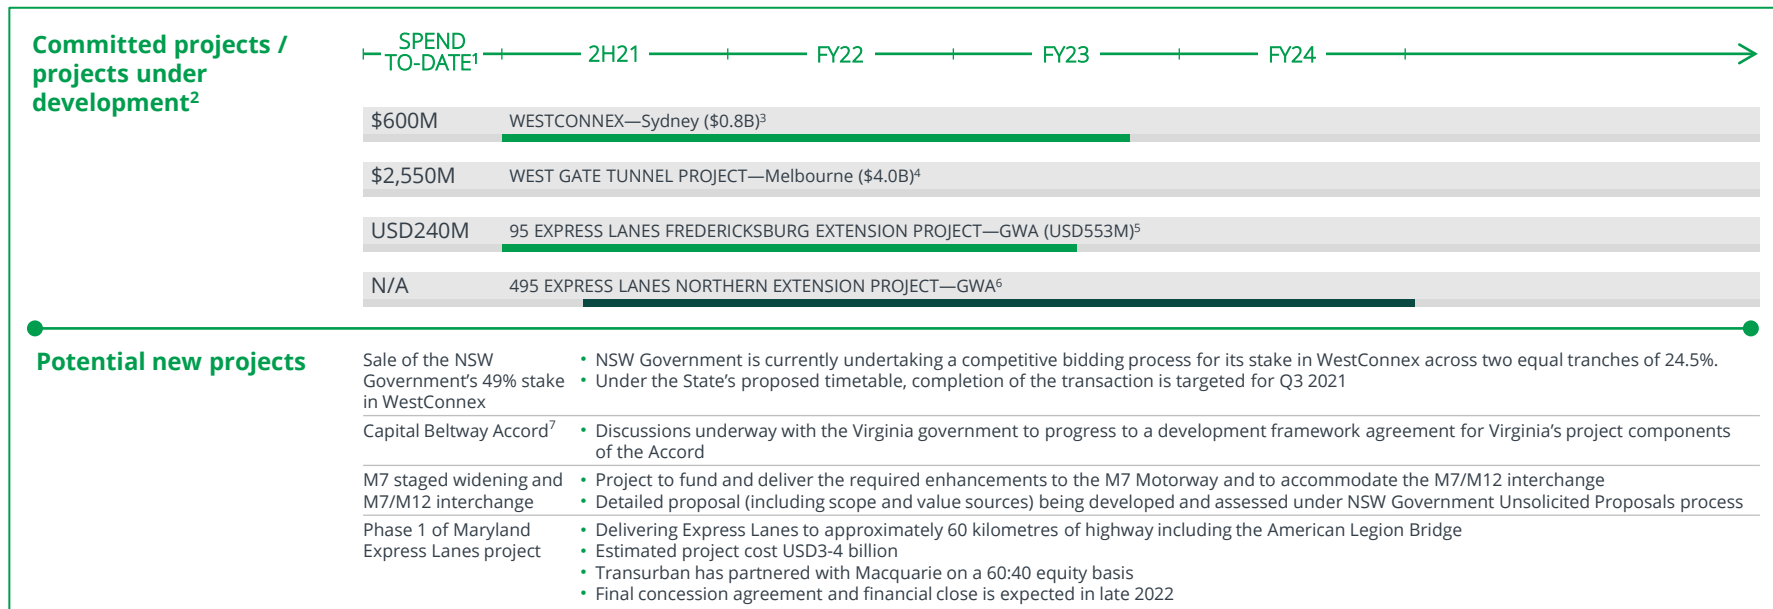 Committed projects /
projects under
development²
SPEND
TO-DATE¹
2H21
FY22
FY23
FY24
$600M
WESTCONNEX—Sydney ($0.8B)³
$2,550M
WEST GATE TUNNEL PROJECT—Melbourne ($4.0B)⁴
USD240M
95 EXPRESS LANES FREDERICKSBURG EXTENSION PROJECT—GWA (USD553M)⁵
N/A
495 EXPRESS LANES NORTHERN EXTENSION PROJECT—GWA⁶
Potential new projects
Sale of the NSW
Government’s 49% stake
in WestConnex
• NSW Government is currently undertaking a competitive bidding process for its stake in WestConnex across two equal tranches of 24.5%.
• Under the State’s proposed timetable, completion of the transaction is targeted for Q3 2021
Capital Beltway Accord⁷
• Discussions underway with the Virginia government to progress to a development framework agreement for Virginia’s project components
of the Accord
M7 staged widening and
M7/M12 interchange
• Project to fund and deliver the required enhancements to the M7 Motorway and to accommodate the M7/M12 interchange
• Detailed proposal (including scope and value sources) being developed and assessed under NSW Government Unsolicited Proposals process
Phase 1 of Maryland
Express Lanes project
• Delivering Express Lanes to approximately 60 kilometres of highway including the American Legion Bridge
• Estimated project cost USD3-4 billion
• Transurban has partnered with Macquarie on a 60:40 equity basis
• Final concession agreement and financial close is expected in late 2022